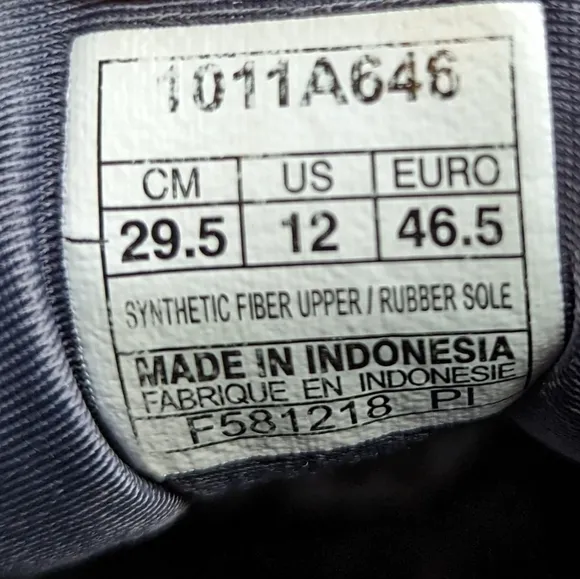 1011A646
CM US EURO
29.5 12 46.5
SYNTHETIC FIBER UPPER / RUBBER SOLE
MADE IN INDONESIA
FABRIQUE EN INDONESIE
F581218 PI